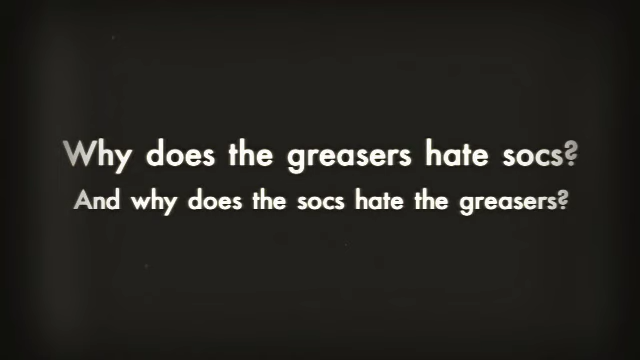 Why does the greasers hate socs?
And why does the socs hate the greasers?